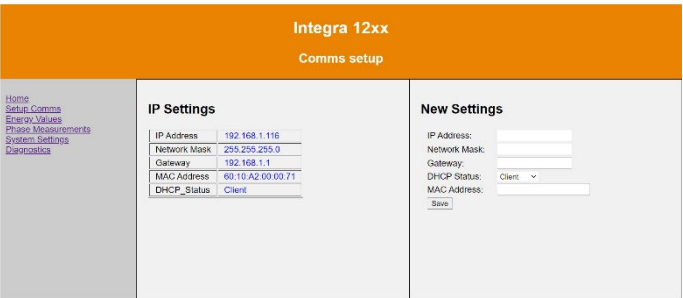 Integra 12xx
Comms setup
Home
Setup Comms
Energy Values
Phase Measurements
System Settings
Diagnostics
IP Settings
IP Address 192.168.1.116
Network Mask 255.255.255.0
Gateway 192.168.1.1
MAC Address 60:10:A2:00:00:71
DHCP_Status Client
New Settings
IP Address:
Network Mask:
Gateway:
DHCP Status: Client
MAC Address:
Save